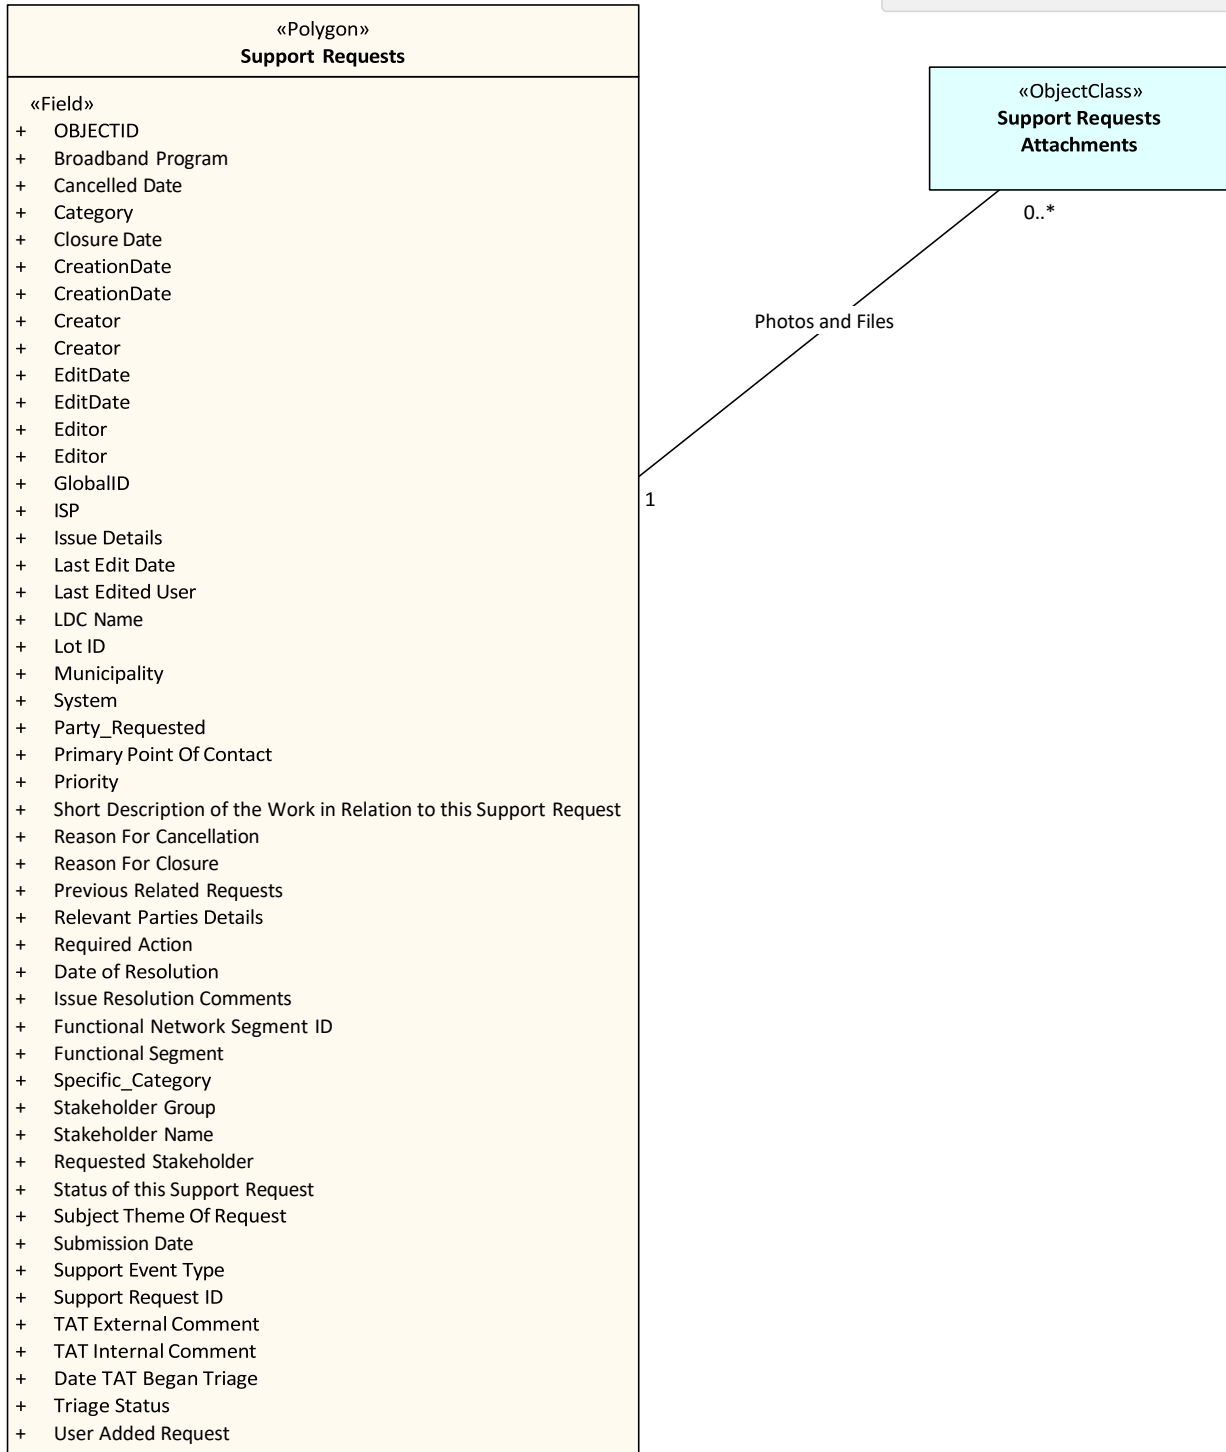 «Polygon»
Support Requests
«Field»
+ OBJECTID
+ Broadband Program
+ Cancelled Date
+ Category
+ Closure Date
+ CreationDate
+ CreationDate
+ Creator
+ Creator
+ EditDate
+ EditDate
+ Editor
+ Editor
+ GlobalID
+ ISP
+ Issue Details
+ Last Edit Date
+ Last Edited User
+ LDC Name
+ Lot ID
+ Municipality
+ System
+ Party_Requested
+ Primary Point Of Contact
+ Priority
+ Short Description of the Work in Relation to this Support Request
+ Reason For Cancellation
+ Reason For Closure
+ Previous Related Requests
+ Relevant Parties Details
+ Required Action
+ Date of Resolution
+ Issue Resolution Comments
+ Functional Network Segment ID
+ Functional Segment
+ Specific_Category
+ Stakeholder Group
+ Stakeholder Name
+ Requested Stakeholder
+ Status of this Support Request
+ Subject Theme Of Request
+ Submission Date
+ Support Event Type
+ Support Request ID
+ TAT External Comment
+ TAT Internal Comment
+ Date TAT Began Triage
+ Triage Status
+ User Added Request
«ObjectClass»
Support Requests
Attachments
0..*
Photos and Files
1